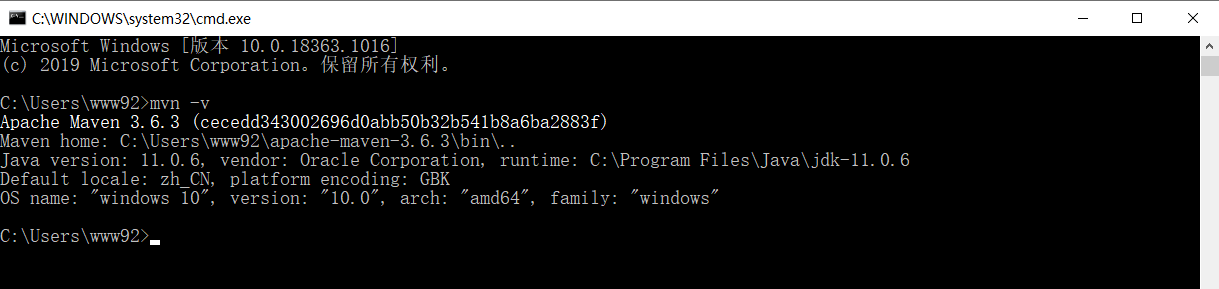 C:\WINDOWS\system32\cmd.exe
Microsoft Windows [版本 10.0.18363.1016]
(c) 2019 Microsoft Corporation。保留所有权利。
C:\Users\www92>mvn -v
Apache Maven 3.6.3 (cecedd343002696d0abb50b32b541b8a6ba2883f)
Maven home: C:\Users\www92\apache-maven-3.6.3\bin\..
Java version: 11.0.6, vendor: Oracle Corporation, runtime: C:\Program Files\Java\jdk-11.0.6
Default locale: zh_CN, platform encoding: GBK
OS name: "windows 10", version: "10.0", arch: "amd64", family: "windows"
C:\Users\www92>